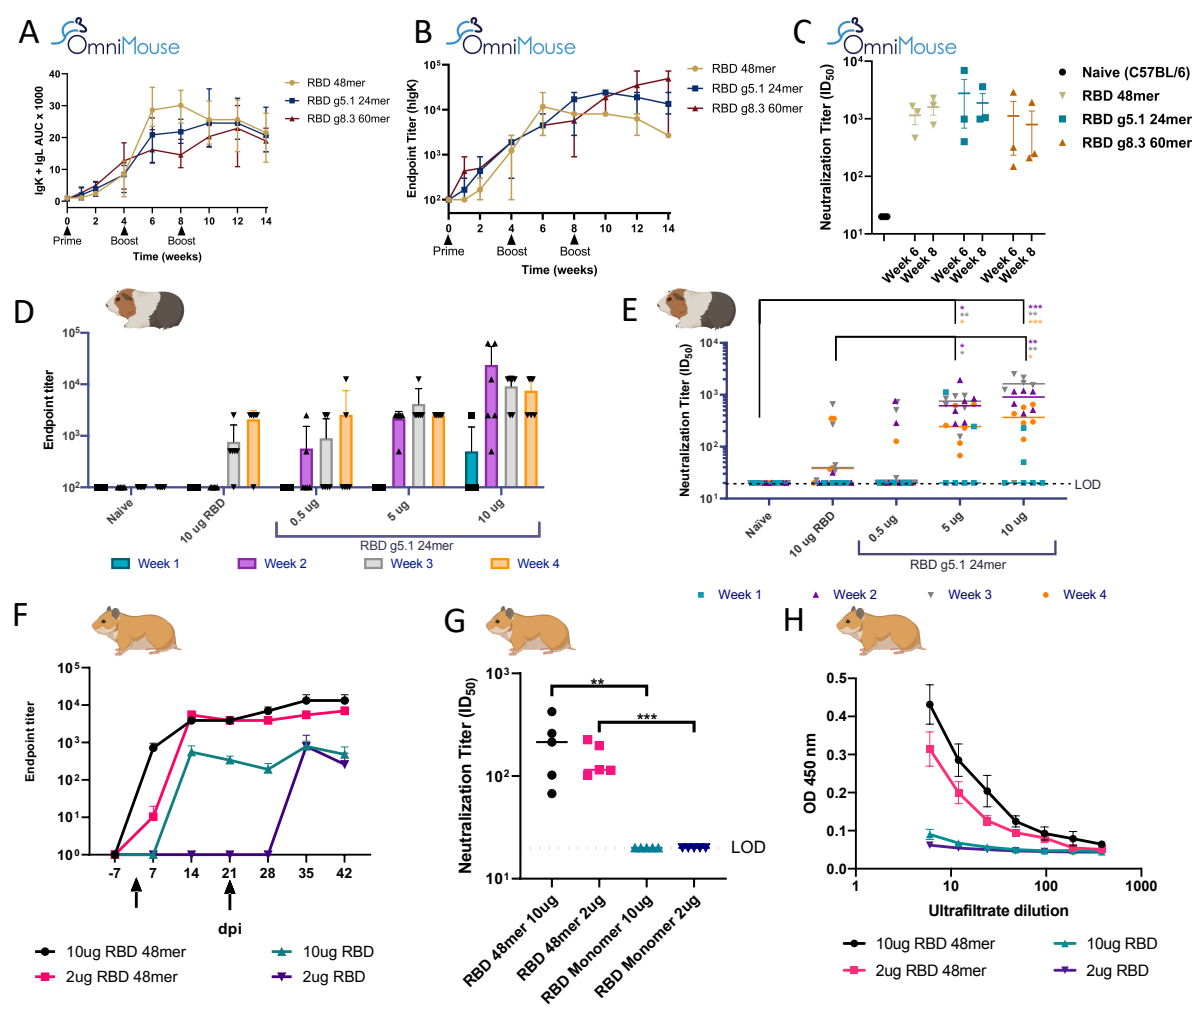 A
OmniMouse
IgK + IgL AUC x 1000
40
30
20
10
0
0 2 4 6 8 10 12 14
Prime Boost Boost
Time (weeks)
RBD 48mer
RBD g5.1 24mer
RBD g8.3 60mer
B
OmniMouse
Endpoint Titer (hIgK)
10⁵
10⁴
10³
10²
0 2 4 6 8 10 12 14
Prime Boost Boost
Time (weeks)
RBD 48mer
RBD g5.1 24mer
RBD g8.3 60mer
C
OmniMouse
Neutralization Titer (ID₅₀)
10⁴
10³
10²
10¹
Week 6 Week 8 Week 6 Week 8 Week 6 Week 8
Naive (C57BL/6)
RBD 48mer
RBD g5.1 24mer
RBD g8.3 60mer
D
Endpoint titer
10⁵
10⁴
10³
10²
Naïve 10 ug RBD 0.5 ug 5 ug 10 ug
RBD g5.1 24mer
Week 1 Week 2 Week 3 Week 4
E
* ***
** **
* ***
* **
* **
*
Neutralization Titer (ID₅₀)
10⁴
10³
10²
10¹
LOD
Naïve 10 ug RBD 0.5 ug 5 ug 10 ug
RBD g5.1 24mer
Week 1 Week 2 Week 3 Week 4
F
Endpoint titer
10⁵
10⁴
10³
10²
10¹
10⁰
-7 7 14 21 28 35 42
dpi
10ug RBD 48mer 10ug RBD
2ug RBD 48mer 2ug RBD
G
Neutralization Titer (ID₅₀)
10³
10²
10¹
**
***
LOD
RBD 48mer 10ug
RBD 48mer 2ug
RBD Monomer 10ug
RBD Monomer 2ug
H
OD 450 nm
0.5
0.4
0.3
0.2
0.1
0.0
1 10 100 1000
Ultrafiltrate dilution
10ug RBD 48mer 10ug RBD
2ug RBD 48mer 2ug RBD